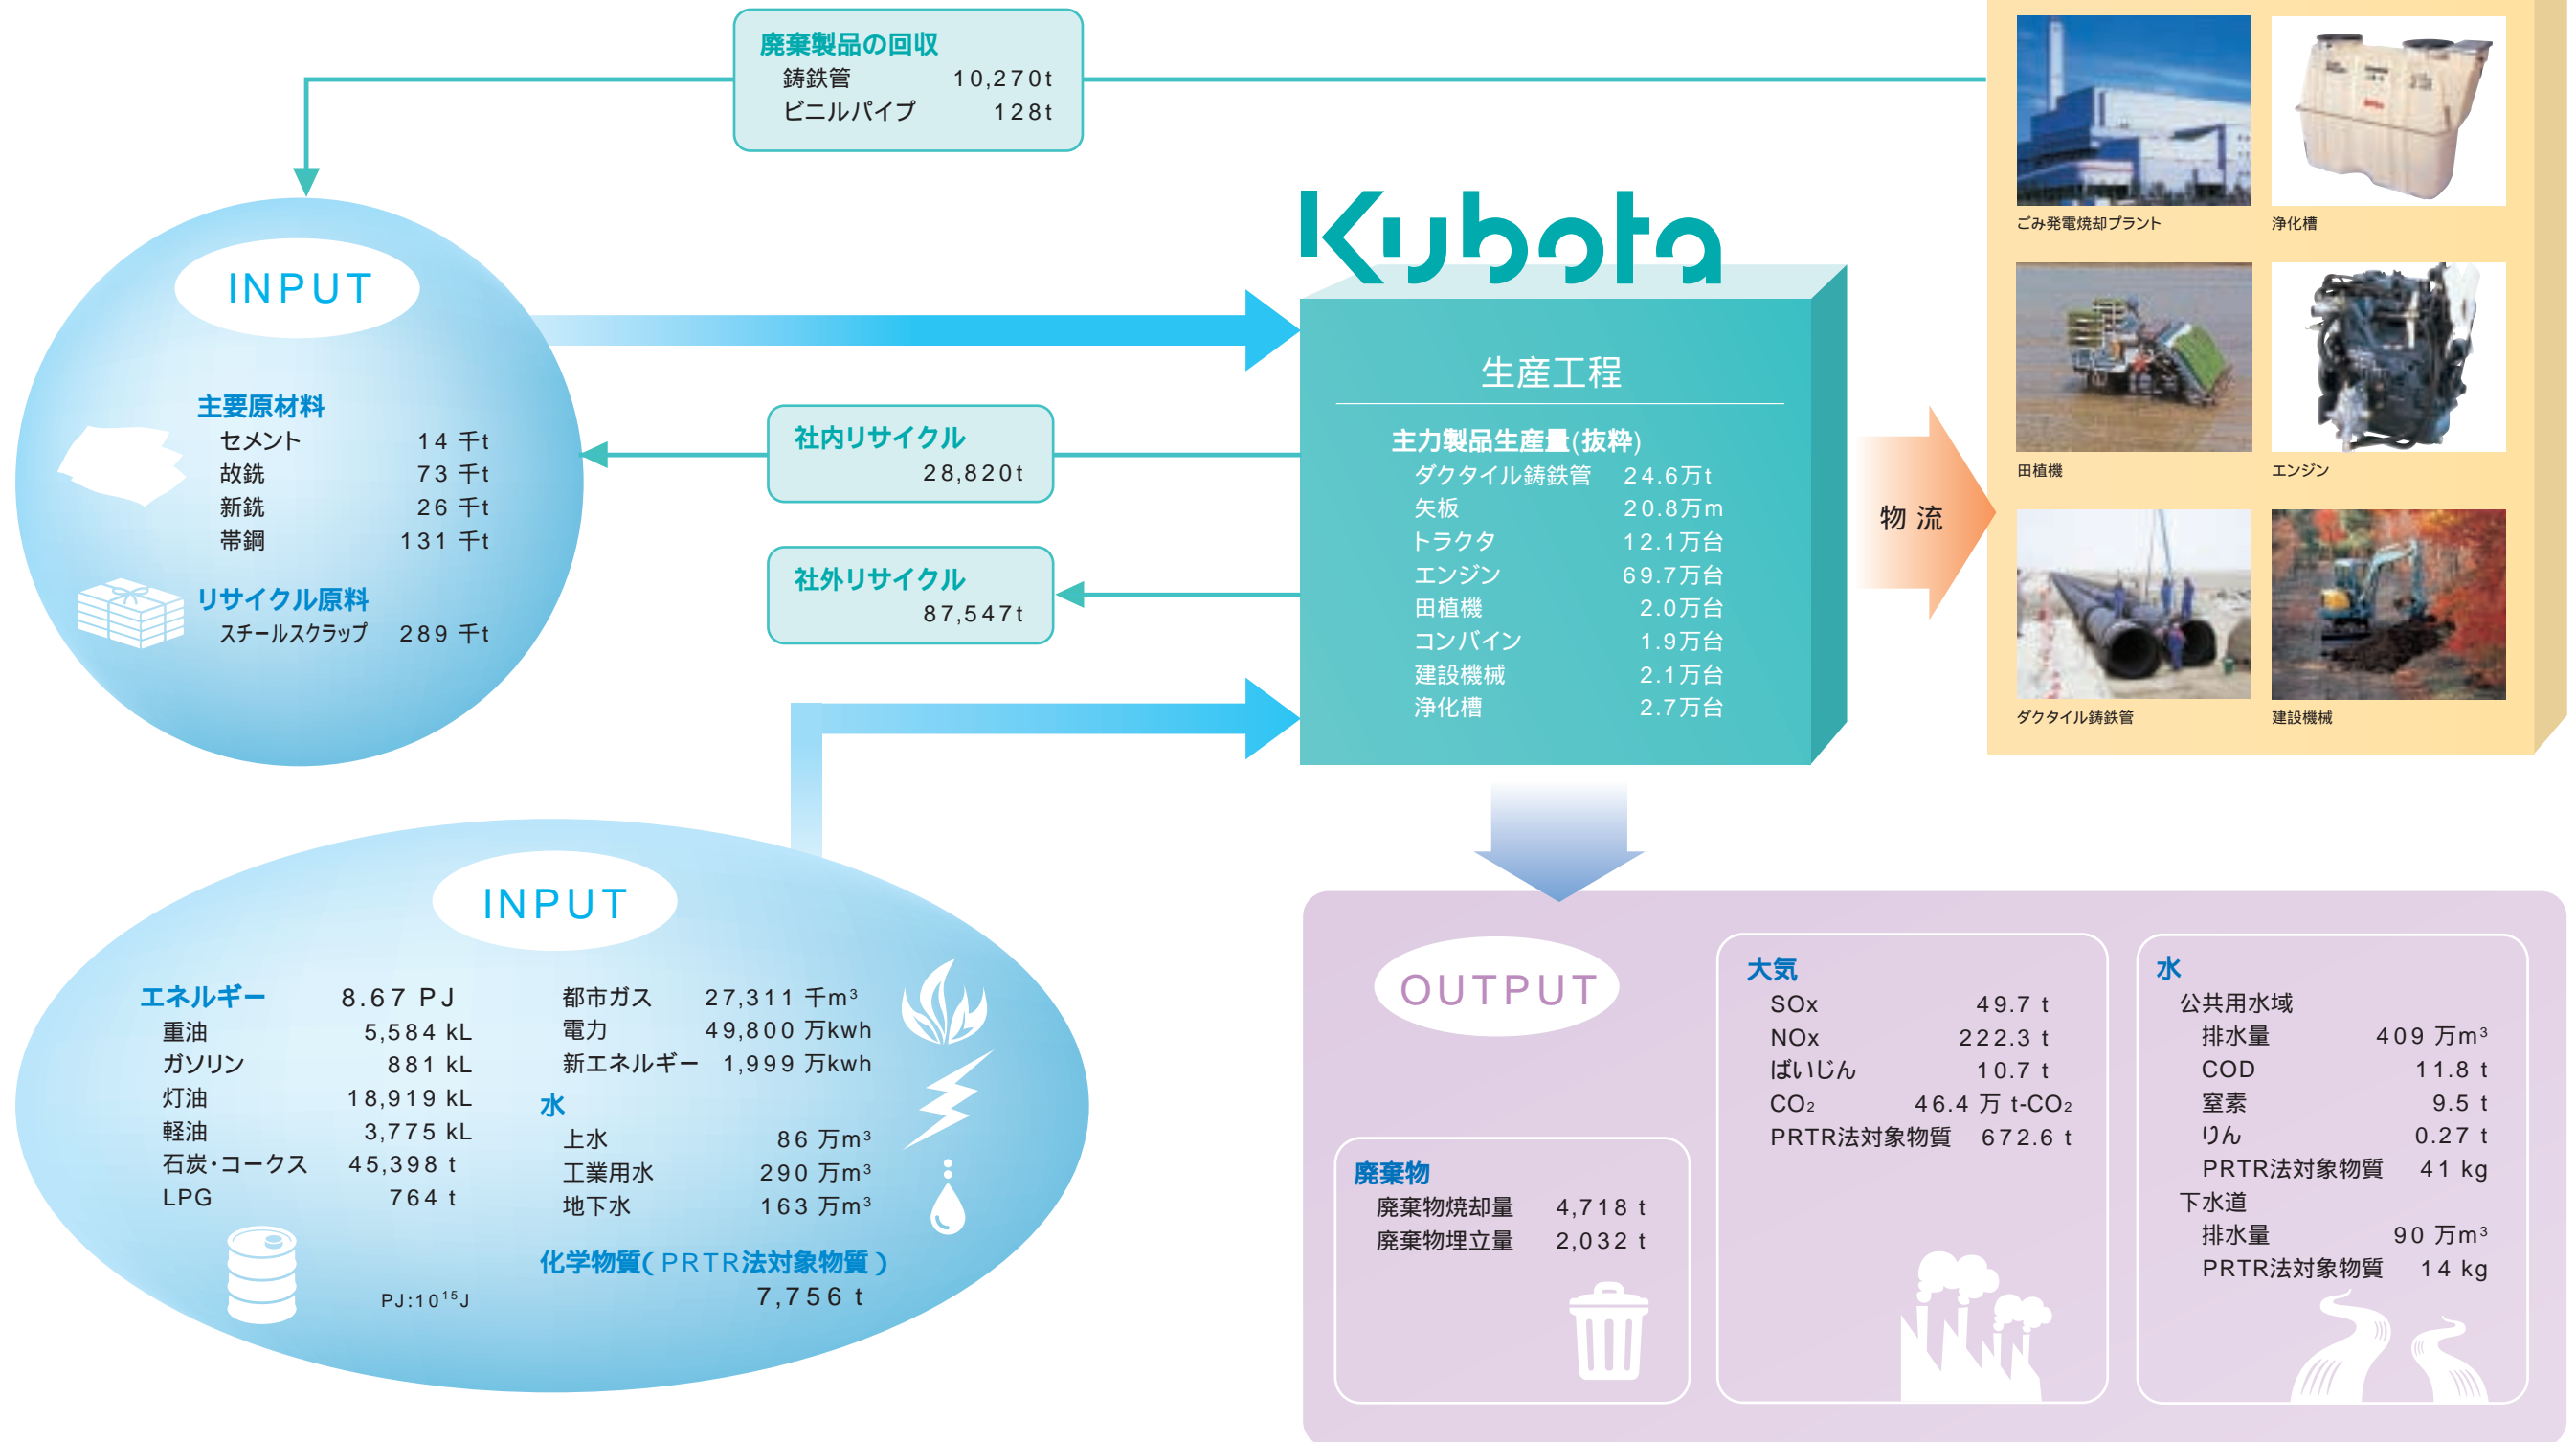 廃棄製品の回収
鋳鉄管 10,270t
ビニルパイプ 128t
INPUT
主要原材料
セメント 14 千t
故銑 73 千t
新銑 26 千t
帯鋼 131 千t
リサイクル原料
スチールスクラップ 289 千t
社内リサイクル
28,820t
社外リサイクル
87,547t
Kubota
生産工程
主力製品生産量(抜粋)
ダクタイル鋳鉄管 24.6万t
矢板 20.8万m
トラクタ 12.1万台
エンジン 69.7万台
田植機 2.0万台
コンバイン 1.9万台
建設機械 2.1万台
浄化槽 2.7万台
物流
ごみ発電焼却プラント
浄化槽
田植機
エンジン
ダクタイル鋳鉄管
建設機械
INPUT
エネルギー 8.67 PJ
重油 5,584 kL
ガソリン 881 kL
灯油 18,919 kL
軽油 3,775 kL
石炭・コークス 45,398 t
LPG 764 t
PJ:10¹⁵J
都市ガス 27,311 千m³
電力 49,800 万kwh
新エネルギー 1,999 万kwh
水
上水 86 万m³
工業用水 290 万m³
地下水 163 万m³
化学物質(PRTR法対象物質)
7,756 t
OUTPUT
廃棄物
廃棄物焼却量 4,718 t
廃棄物埋立量 2,032 t
大気
SOx 49.7 t
NOx 222.3 t
ばいじん 10.7 t
CO₂ 46.4 万 t-CO₂
PRTR法対象物質 672.6 t
水
公共用水域
排水量 409 万m³
COD 11.8 t
窒素 9.5 t
りん 0.27 t
PRTR法対象物質 41 kg
下水道
排水量 90 万m³
PRTR法対象物質 14 kg